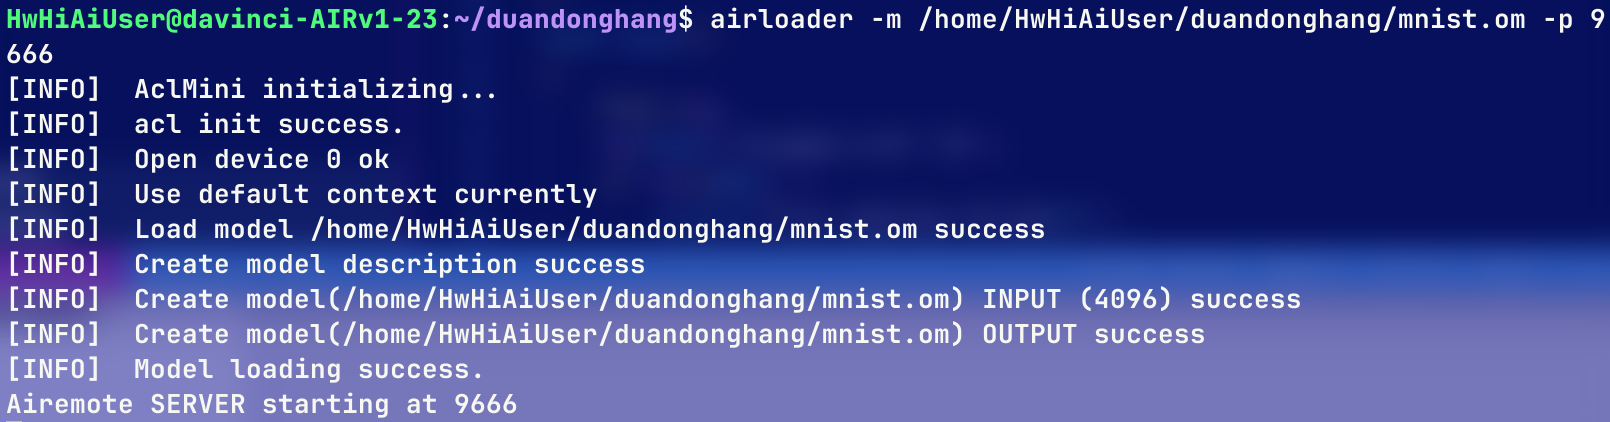 HwHiAiUser@davinci-AIRv1-23:~/duandonghang$ airloader -m /home/HwHiAiUser/duandonghang/mnist.om -p 9
666
[INFO]  AclMini initializing...
[INFO]  acl init success.
[INFO]  Open device 0 ok
[INFO]  Use default context currently
[INFO]  Load model /home/HwHiAiUser/duandonghang/mnist.om success
[INFO]  Create model description success
[INFO]  Create model(/home/HwHiAiUser/duandonghang/mnist.om) INPUT (4096) success
[INFO]  Create model(/home/HwHiAiUser/duandonghang/mnist.om) OUTPUT success
[INFO]  Model loading success.
Airemote SERVER starting at 9666